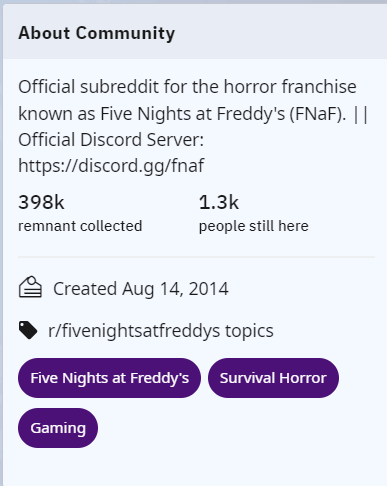 About Community
Official subreddit for the horror franchise
known as Five Nights at Freddy's (FNaF). ||
Official Discord Server:
https://discord.gg/fnaf
398k 1.3k
remnant collected people still here
Created Aug 14, 2014
r/fivenightsatfreddys topics
Five Nights at Freddy's Survival Horror
Gaming